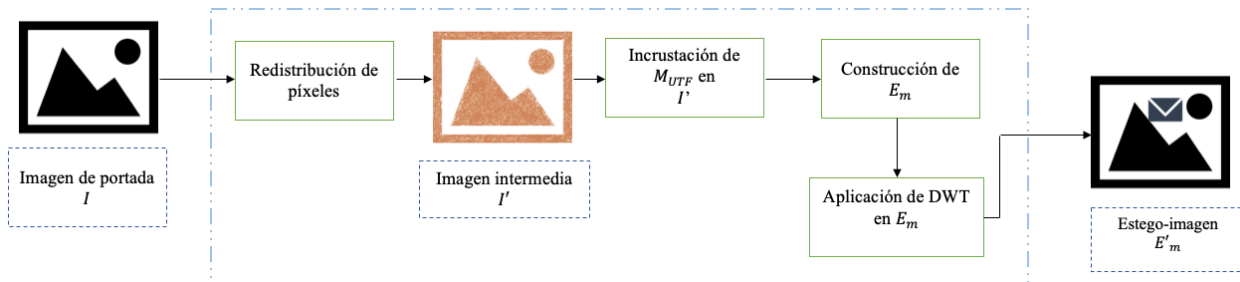 Imagen de portada
I
Redistribución de
píxeles
Imagen intermedia
I'
Incrustación de
M_UTF en
I’
Construcción de
E_m
Aplicación de DWT
en E_m
Estego-imagen
E'_m